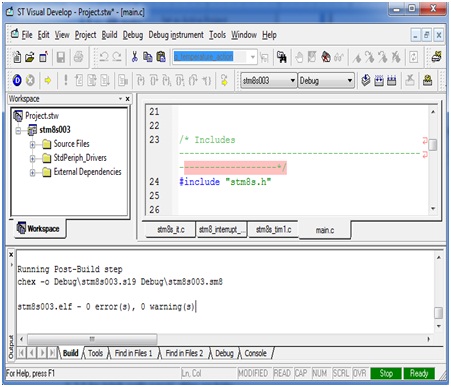 ST Visual Develop - Project.stw* - [main.c]
File Edit View Project Build Debug Debug instrument Tools Window Help
stm8s003 Debug
Workspace
Project.stw
stm8s003
Source Files
StdPeriph_Drivers
External Dependencies
Workspace
21
22
23 /* Includes
-----------------------------------------
--------------------*/
24 #include "stm8s.h"
25
26
stm8s_it.c stm8_interrupt_... stm8s_tim1.c main.c
Running Post-Build step
chex -o Debug\stm8s003.s19 Debug\stm8s003.sm8
stm8s003.elf - 0 error(s), 0 warning(s)
Output
Build Tools Find in Files 1 Find in Files 2 Debug Console
For Help, press F1 Ln, Col MODIFIED READ CAP NUM SCRL OVR Stop Ready